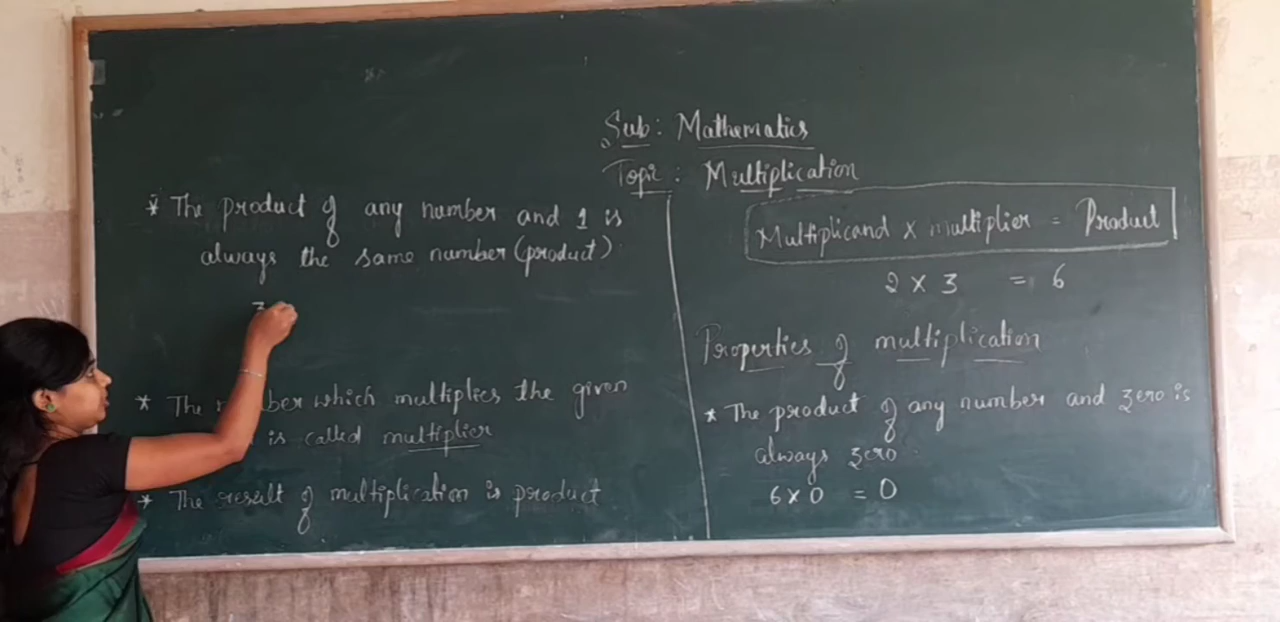 Sub: Mathematics
Topic: Multiplication
* The product of any number and 1 is
always the same number (product).
* The which multiplies the given
is called multiplier
* The result of multiplication is product
Multiplicand x multiplier = Product
2 x 3 = 6
Properties of multiplication
* The product of any number and zero is
always zero.
6 x 0 = 0